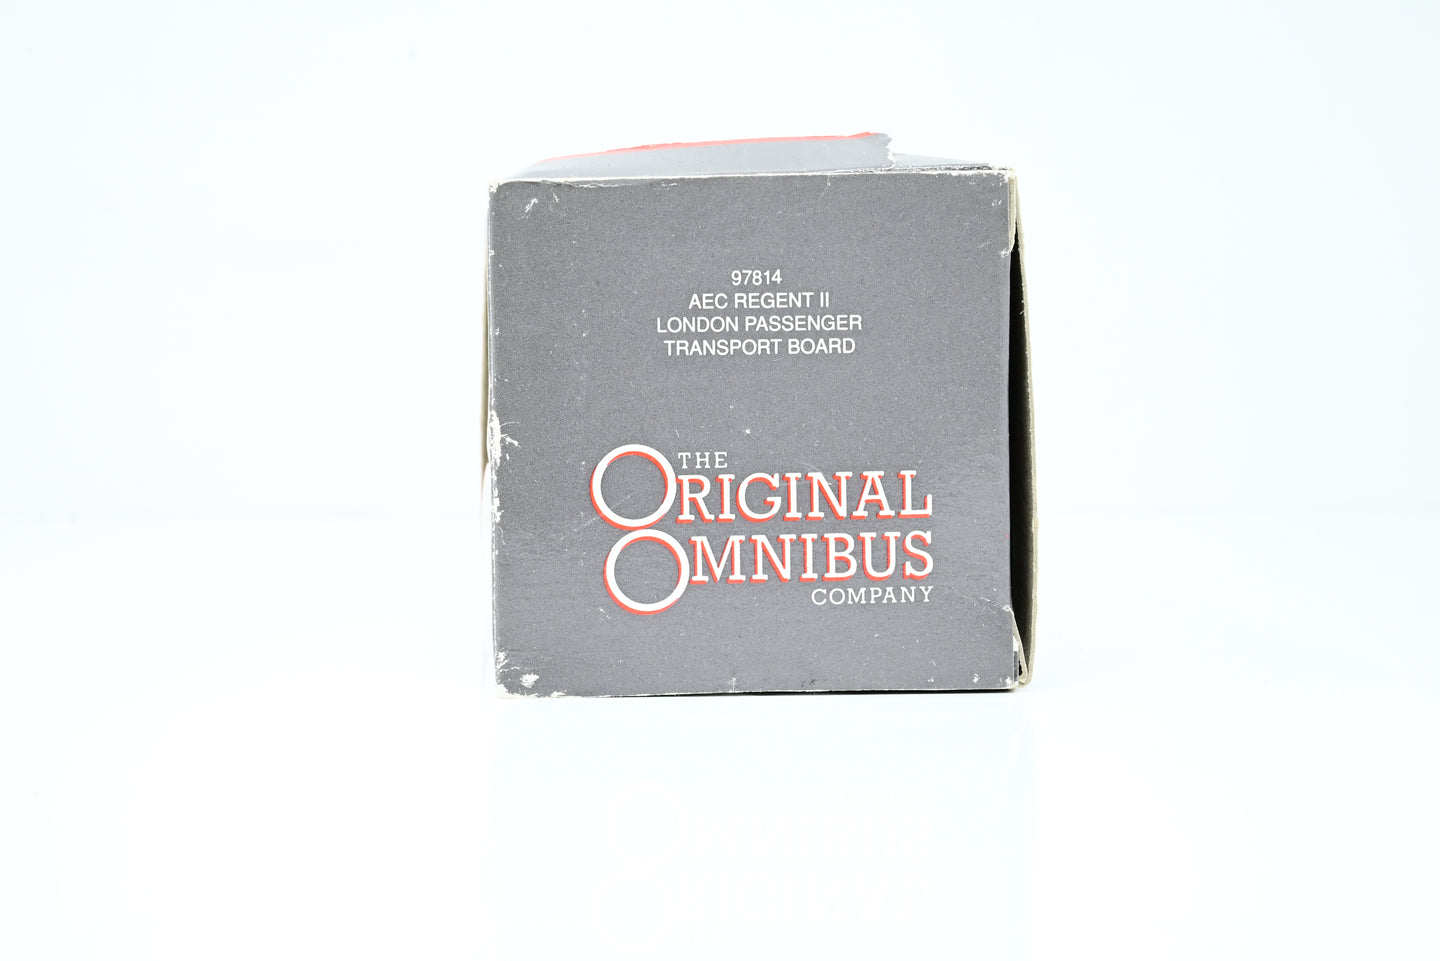 97814
AEC REGENT II
LONDON PASSENGER
TRANSPORT BOARD
THE
ORIGINAL
OMNIBUS
COMPANY